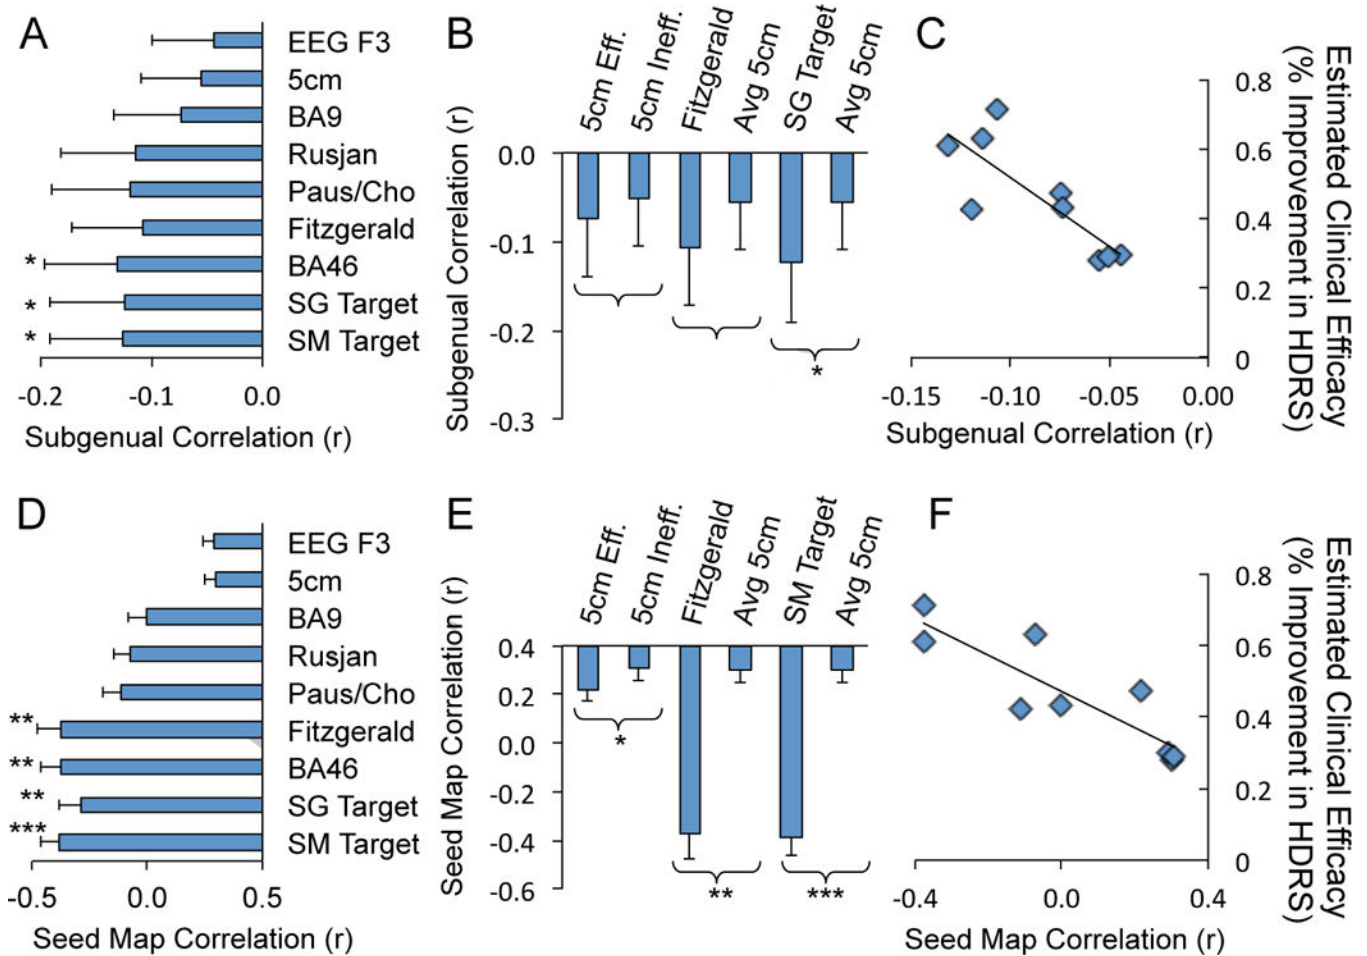 A
EEG F3
5cm
BA9
Rusjan
Paus/Cho
Fitzgerald
* BA46
* SG Target
* SM Target
-0.2 -0.1 0.0
Subgenual Correlation (r)
B
5cm Eff.
5cm Ineff.
Fitzgerald
Avg 5cm
SG Target
Avg 5cm
Subgenual Correlation (r)
0.0
-0.1
-0.2
-0.3
*
C
0.8
0.6
0.4
0.2
0
-0.15 -0.10 -0.05 0.00
Subgenual Correlation (r)
Estimated Clinical Efficacy
(% Improvement in HDRS)
D
EEG F3
5cm
BA9
Rusjan
Paus/Cho
** Fitzgerald
** BA46
** SG Target
*** SM Target
-0.5 0.0 0.5
Seed Map Correlation (r)
E
5cm Eff.
5cm Ineff.
Fitzgerald
Avg 5cm
SM Target
Avg 5cm
Seed Map Correlation (r)
0.4
0.2
0.0
-0.2
-0.4
-0.6
*
** ***
F
0.8
0.6
0.4
0.2
0
-0.4 0.0 0.4
Seed Map Correlation (r)
Estimated Clinical Efficacy
(% Improvement in HDRS)